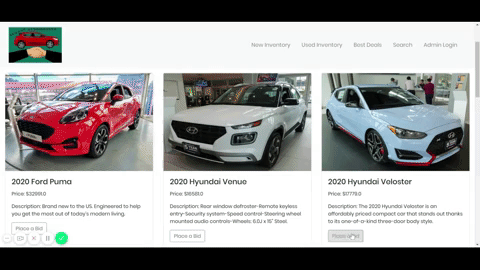 New Inventory Used Inventory Best Deals Search Admin Login
2020 Ford Puma
Price: $32991.0
Description: Brand new to the US. Engineered to help
you get the most out of today's modern living.
Place a Bid
2020 Hyundai Venue
Price: $16581.0
Description: Rear window defroster-Remote keyless
entry-Security system-Speed control-Steering wheel
mounted audio controls-Wheels: 6.0J x 15" Steel.
Place a Bid
2020 Hyundai Veloster
Price: $17779.0
Description: The 2020 Hyundai Veloster is an
affordably priced compact car that stands out thanks
to its one-of-a-kind three-door body style.